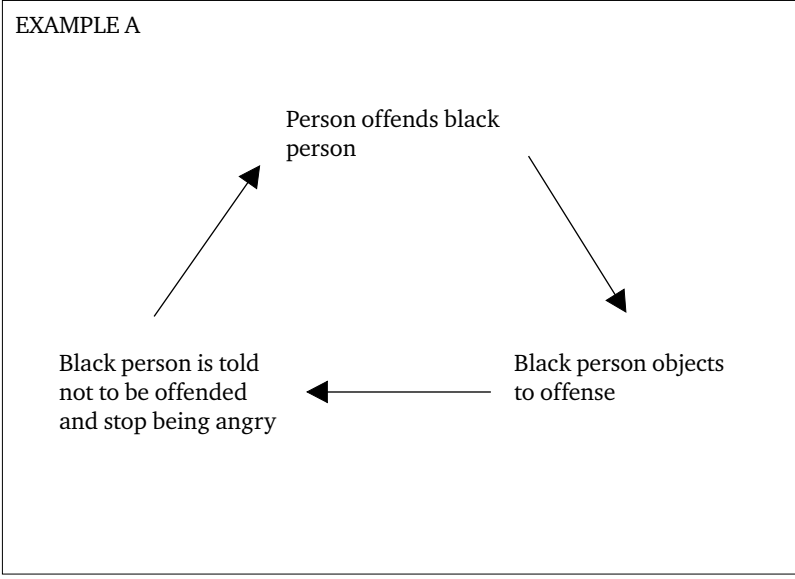 EXAMPLE A
Person offends black
person
Black person objects
to offense
Black person is told
not to be offended
and stop being angry